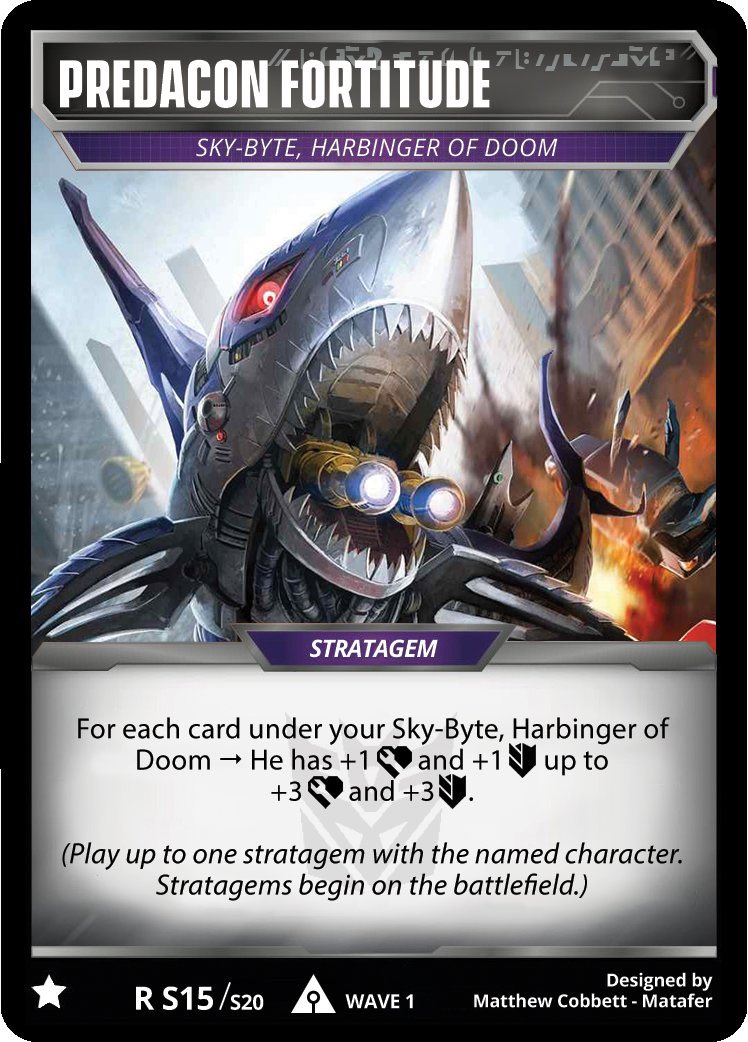 PREDACON FORTITUDE
SKY-BYTE, HARBINGER OF DOOM
STRATAGEM
For each card under your Sky-Byte, Harbinger of
Doom → He has +1 and +1 up to
+3 and +3.
(Play up to one stratagem with the named character.
Stratagems begin on the battlefield.)
R S15/S20
WAVE 1
Designed by
Matthew Cobbett - Matafer